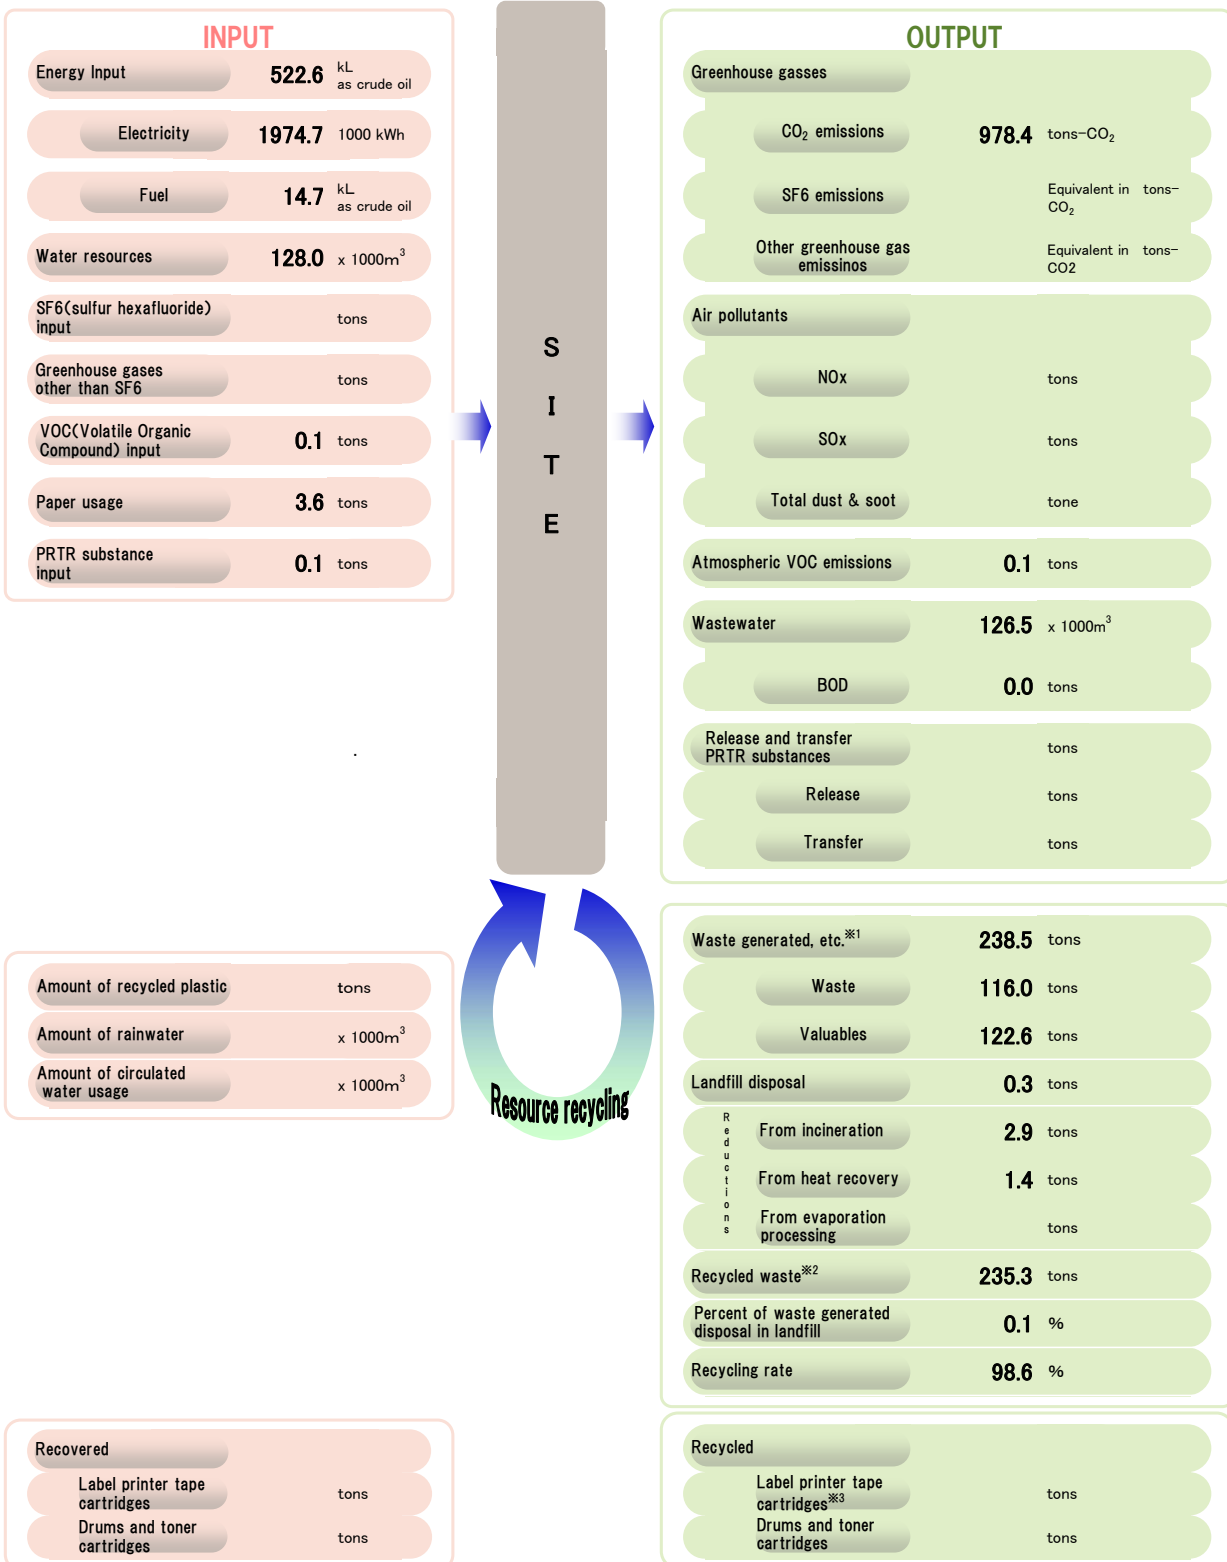 INPUT
Energy Input 522.6 kL
as crude oil
Electricity 1974.7 1000 kWh
Fuel 14.7 kL
as crude oil
Water resources 128.0 x 1000m³
SF6(sulfur hexafluoride)
input tons
Greenhouse gases
other than SF6 tons
VOC(Volatile Organic
Compound) input 0.1 tons
Paper usage 3.6 tons
PRTR substance
input 0.1 tons
.
S
I
T
E
OUTPUT
Greenhouse gasses
CO₂ emissions 978.4 tons-CO₂
SF6 emissions Equivalent in tons-
CO₂
Other greenhouse gas
emissinos Equivalent in tons-
CO2
Air pollutants
NOx tons
SOx tons
Total dust & soot tone
Atmospheric VOC emissions 0.1 tons
Wastewater 126.5 x 1000m³
BOD 0.0 tons
Release and transfer
PRTR substances tons
Release tons
Transfer tons
Amount of recycled plastic tons
Amount of rainwater x 1000m³
Amount of circulated
water usage x 1000m³
Resource recycling
Waste generated, etc.※1 238.5 tons
Waste 116.0 tons
Valuables 122.6 tons
Landfill disposal 0.3 tons
Reductions
From incineration 2.9 tons
From heat recovery 1.4 tons
From evaporation
processing tons
Recycled waste※2 235.3 tons
Percent of waste generated
disposal in landfill 0.1 %
Recycling rate 98.6 %
Recovered
Label printer tape
cartridges tons
Drums and toner
cartridges tons
Recycled
Label printer tape
cartridges※3 tons
Drums and toner
cartridges tons